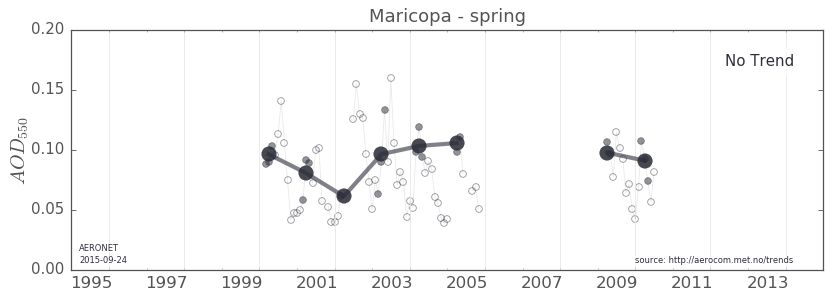 Maricopa - spring
0.20
No Trend
0.15
AOD550
0.10
0.05
AERONET
2015-09-24
source: http://aerocom.met.no/trends
0.00
1995 1997 1999 2001 2003 2005 2007 2009 2011 2013